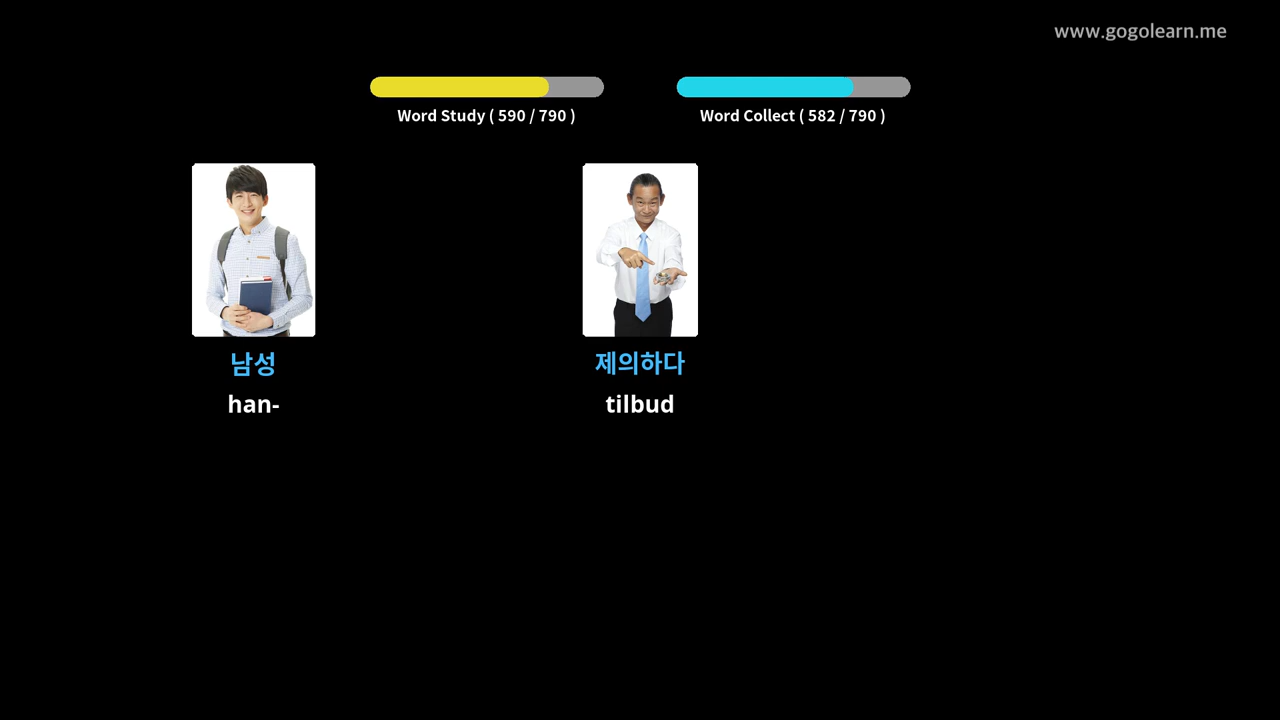 www.gogolearn.me
Word Study ( 590 / 790 )
Word Collect ( 582 / 790 )
남성
han-
제의하다
tilbud